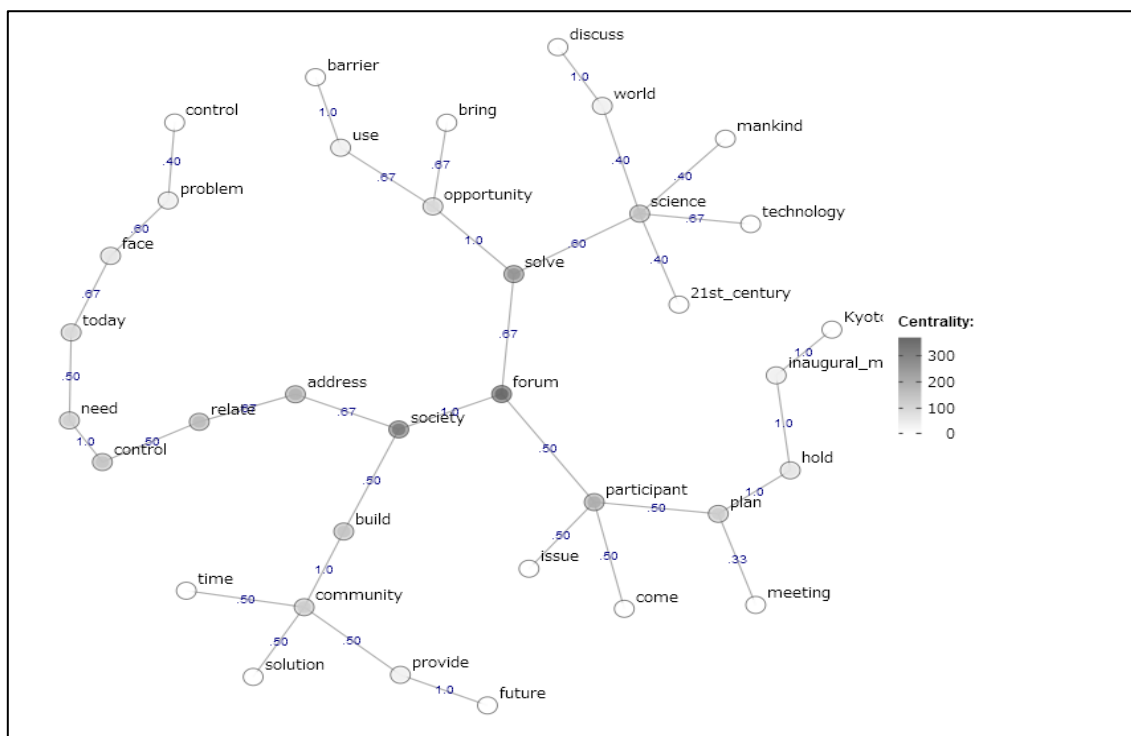 discuss
barrier
world
1.0
control
1.0
bring
mankind
use
.67
.40
.40
.40
problem
.67
opportunity
science
technology
.67
.60
.40
face
1.0
.60
solve
21st_century
.67
today
.67
Kyoto
Centrality:
1.0
inaugural_m
300
200
100
0
.50
address
forum
need
relate
.67
society
1.0
1.0
1.0
.50
control
.50
hold
participant
1.0
.50
.50
plan
build
.50
issue
.50
.33
1.0
time
.50
community
come
meeting
.50
.50
solution
provide
1.0
future